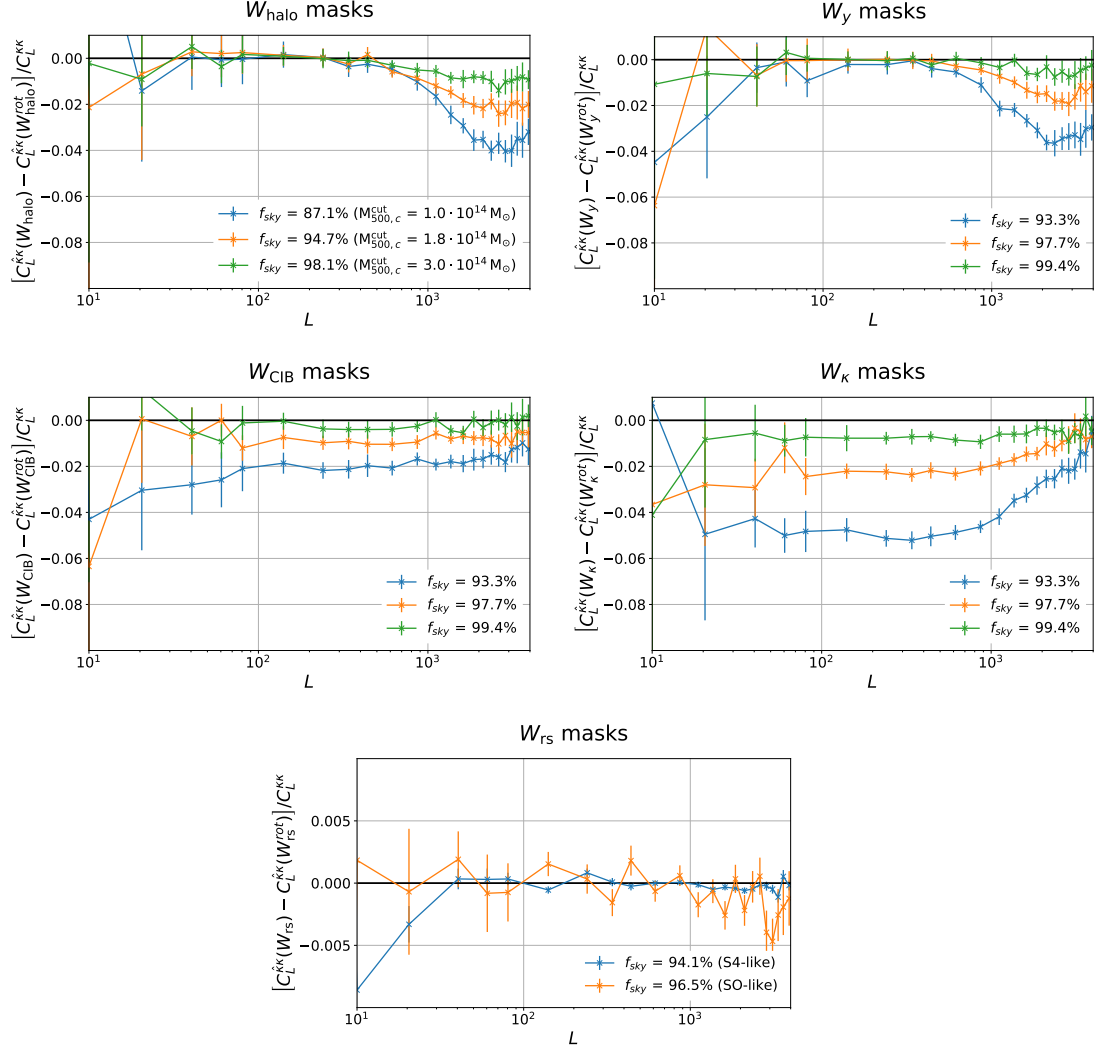 W_halo masks
[C_L^{κ̂κ}(W_halo) − C_L^{κ̂κ}(W_halo^{rot})]/C_L^{κκ}
0.00
−0.02
−0.04
−0.06
−0.08
f_sky = 87.1% (M_{500,c}^{cut} = 1.0 · 10^{14} M_⊙)
f_sky = 94.7% (M_{500,c}^{cut} = 1.8 · 10^{14} M_⊙)
f_sky = 98.1% (M_{500,c}^{cut} = 3.0 · 10^{14} M_⊙)
10^1 10^2 10^3
L
W_y masks
[C_L^{κ̂κ}(W_y) − C_L^{κ̂κ}(W_y^{rot})]/C_L^{κκ}
0.00
−0.02
−0.04
−0.06
−0.08
f_sky = 93.3%
f_sky = 97.7%
f_sky = 99.4%
10^1 10^2 10^3
L
W_CIB masks
[C_L^{κ̂κ}(W_CIB) − C_L^{κ̂κ}(W_CIB^{rot})]/C_L^{κκ}
0.00
−0.02
−0.04
−0.06
−0.08
f_sky = 93.3%
f_sky = 97.7%
f_sky = 99.4%
10^1 10^2 10^3
L
W_κ masks
[C_L^{κ̂κ}(W_κ) − C_L^{κ̂κ}(W_κ^{rot})]/C_L^{κκ}
0.00
−0.02
−0.04
−0.06
−0.08
f_sky = 93.3%
f_sky = 97.7%
f_sky = 99.4%
10^1 10^2 10^3
L
W_rs masks
[C_L^{κ̂κ}(W_rs) − C_L^{κ̂κ}(W_rs^{rot})]/C_L^{κκ}
0.005
0.000
−0.005
f_sky = 94.1% (S4-like)
f_sky = 96.5% (SO-like)
10^1 10^2 10^3
L